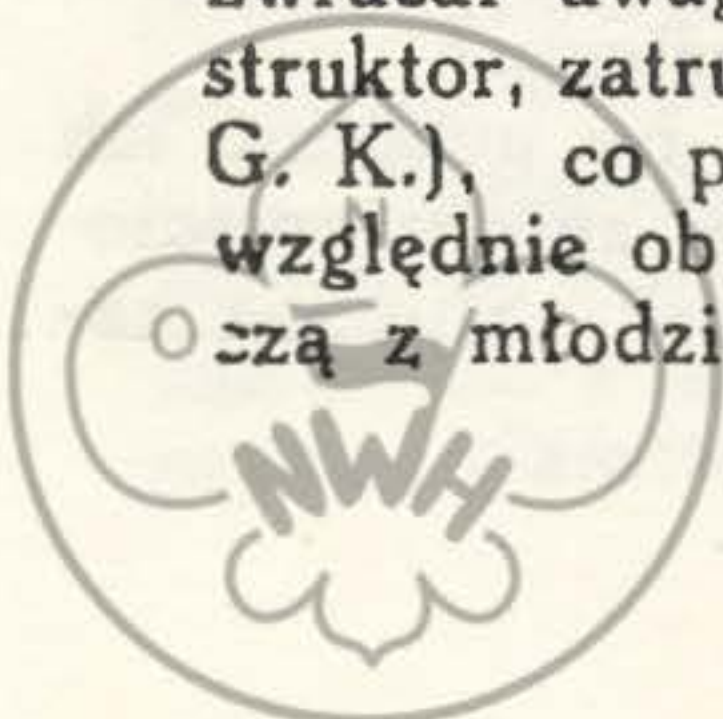 struktor, zatru
G. K.), co p
względnie ob
czą z młodzi
N
O
NWH